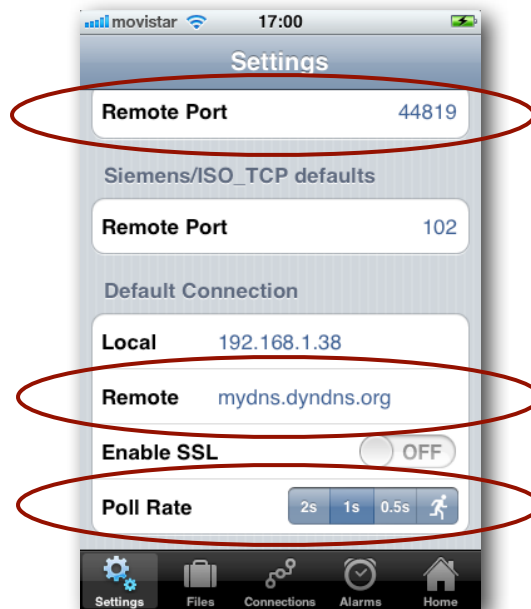 movistar 17:00
Settings
Remote Port 44819
Siemens/ISO_TCP defaults
Remote Port 102
Default Connection
Local 192.168.1.38
Remote mydns.dyndns.org
Enable SSL OFF
Poll Rate 2s 1s 0.5s
Settings Files Connections Alarms Home